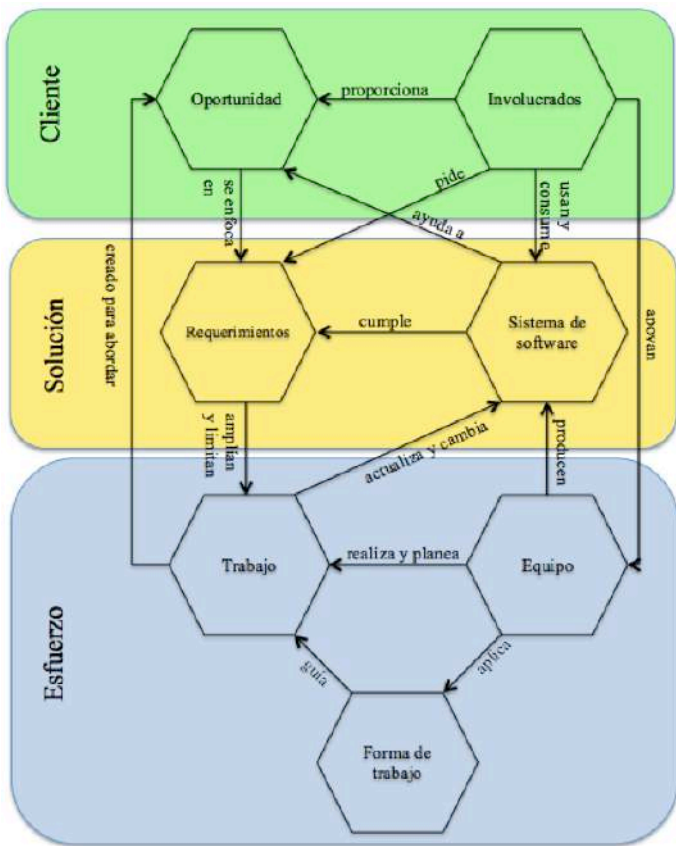 Cliente
Oportunidad
proporciona
Involucrados
se enfoca
en
pide
ayuda a
usan y
consume
creado para abordar
apoyan
Solución
Requerimientos
cumple
Sistema de
software
amplían
y limitan
actualiza y cambia
producen
Esfuerzo
Trabajo
realiza y planea
Equipo
guía
aplica
Forma de
trabajo